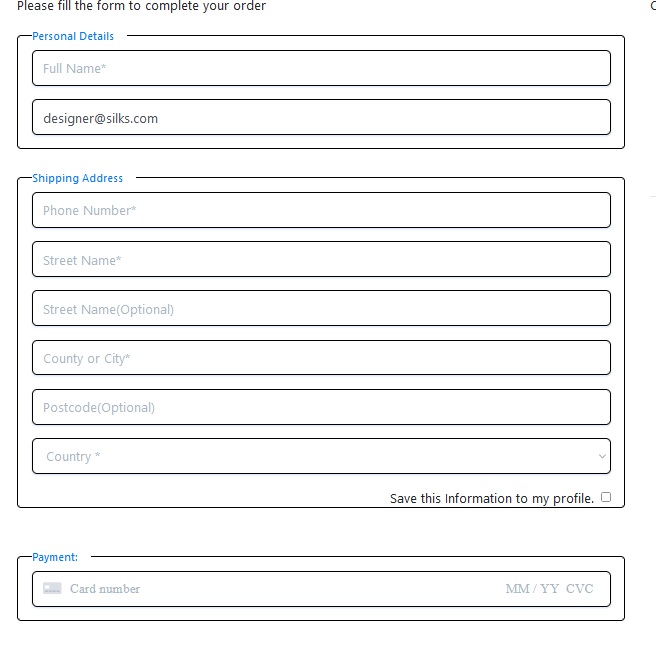 Please fill the form to complete your order
Personal Details
Full Name*
designer@silks.com
Shipping Address
Phone Number*
Street Name*
Street Name(Optional)
County or City*
Postcode(Optional)
Country *
Save this Information to my profile.
Payment:
Card number MM / YY CVC